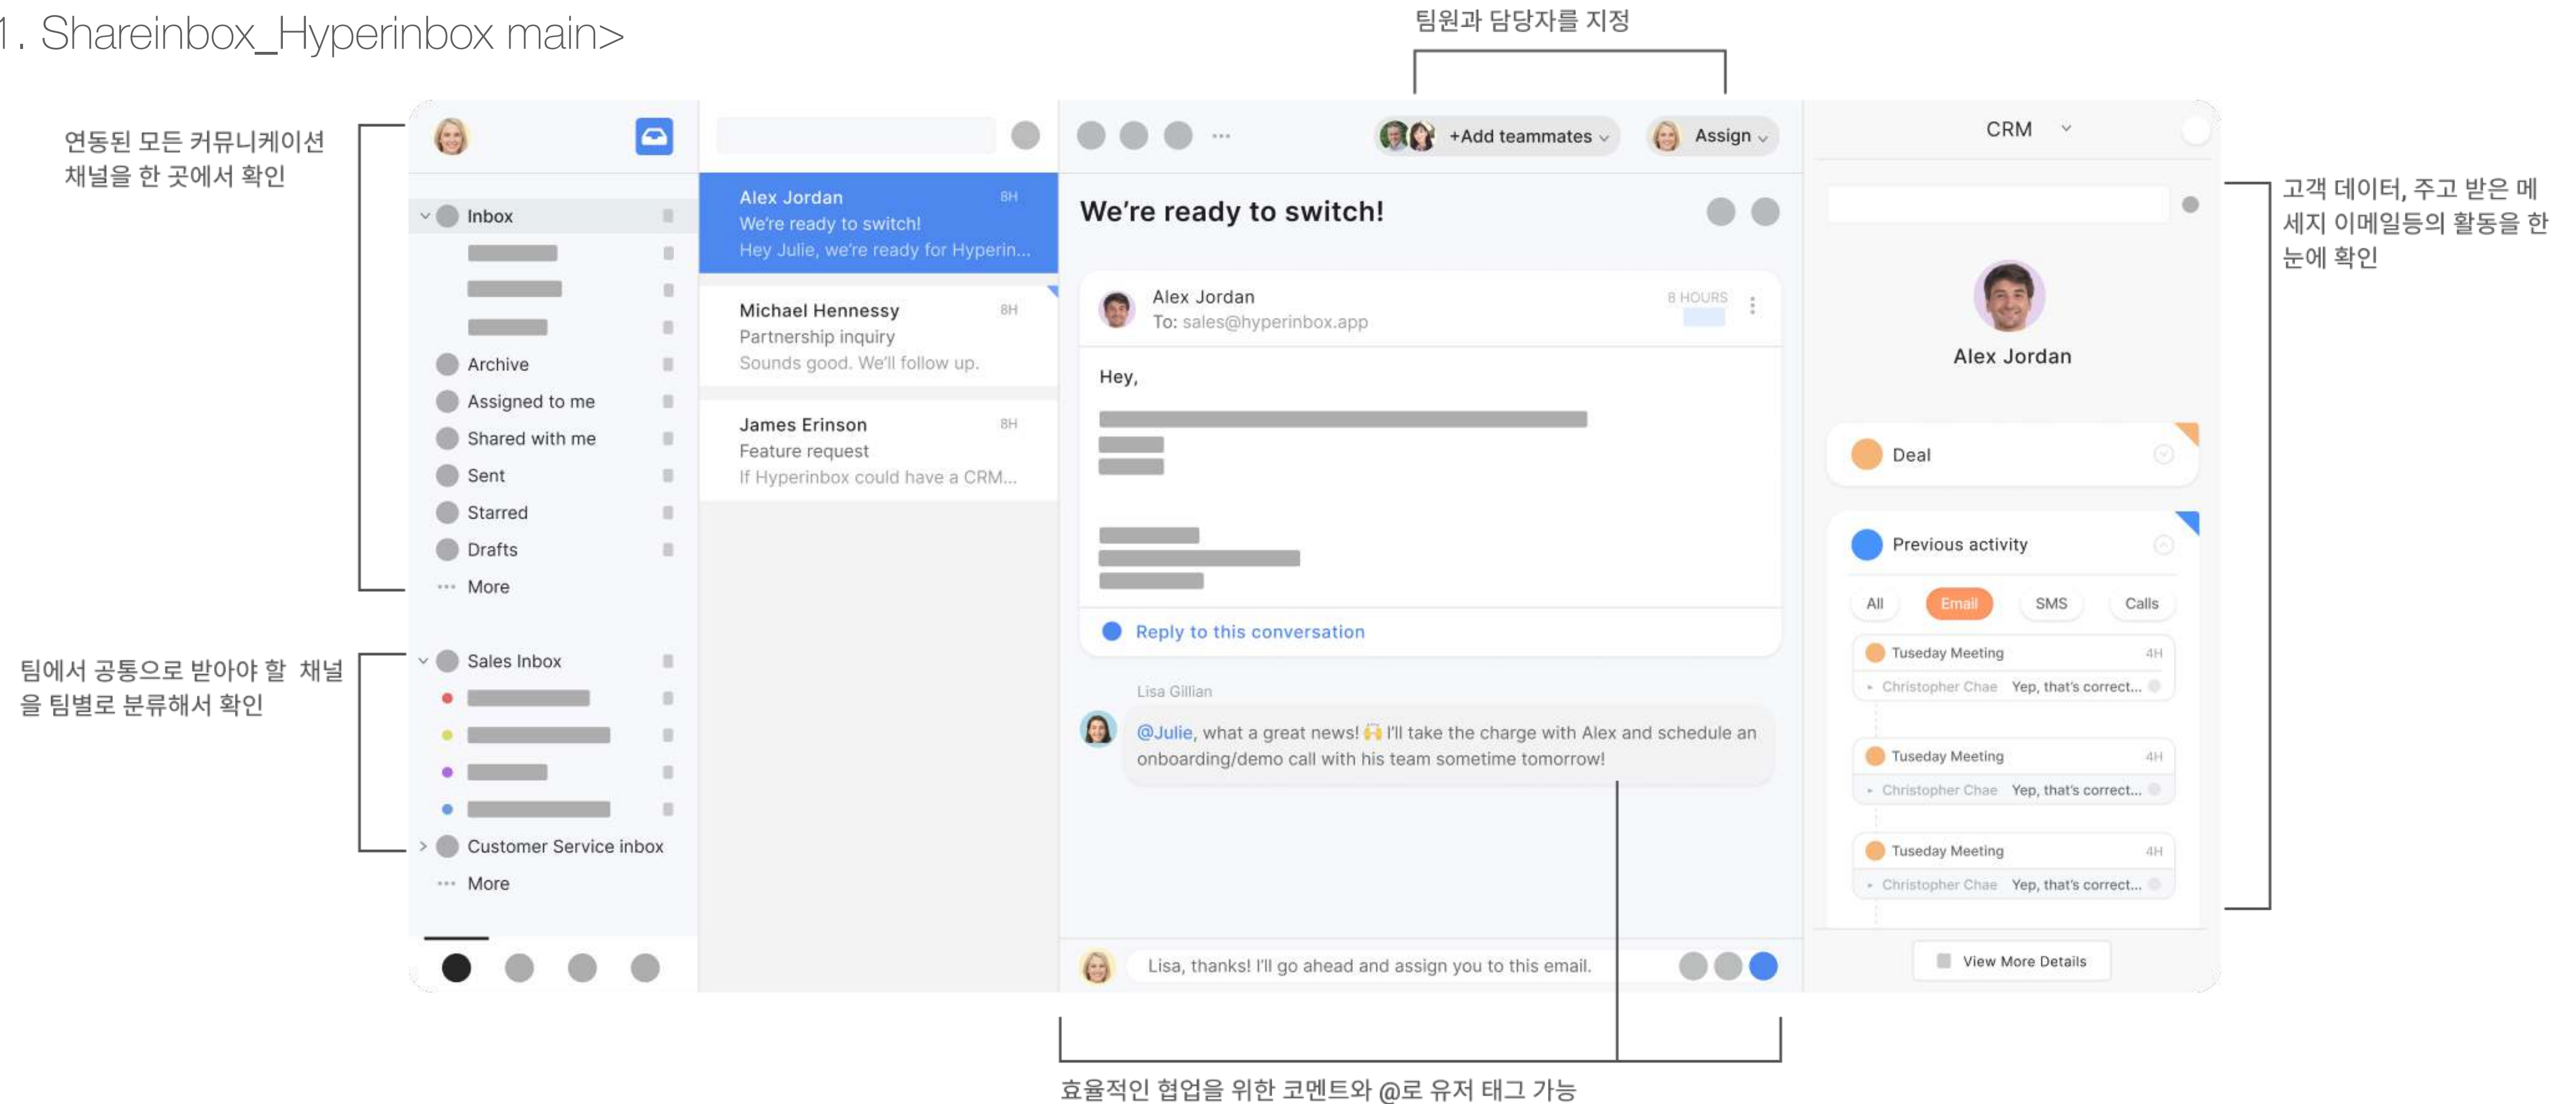 1. Shareinbox_Hyperinbox main>
팀원과 담당자를 지정
연동된 모든 커뮤니케이션
채널을 한 곳에서 확인
팀에서 공통으로 받아야 할 채널
을 팀별로 분류해서 확인
Inbox
Archive
Assigned to me
Shared with me
Sent
Starred
Drafts
More
Sales Inbox
Customer Service inbox
More
Alex Jordan 8H
We're ready to switch!
Hey Julie, we're ready for Hyperin...
Michael Hennessy 8H
Partnership inquiry
Sounds good. We'll follow up.
James Erinson 8H
Feature request
If Hyperinbox could have a CRM...
+Add teammates
Assign
We're ready to switch!
Alex Jordan 8 HOURS
To: sales@hyperinbox.app
Hey,
Reply to this conversation
Lisa Gillian
@Julie, what a great news! 🙌 I'll take the charge with Alex and schedule an
onboarding/demo call with his team sometime tomorrow!
Lisa, thanks! I'll go ahead and assign you to this email.
CRM
Alex Jordan
Deal
Previous activity
All Email SMS Calls
Tuseday Meeting 4H
Christopher Chae Yep, that's correct...
Tuseday Meeting 4H
Christopher Chae Yep, that's correct...
Tuseday Meeting 4H
Christopher Chae Yep, that's correct...
View More Details
고객 데이터, 주고 받은 메
세지 이메일등의 활동을 한
눈에 확인
효율적인 협업을 위한 코멘트와 @로 유저 태그 가능